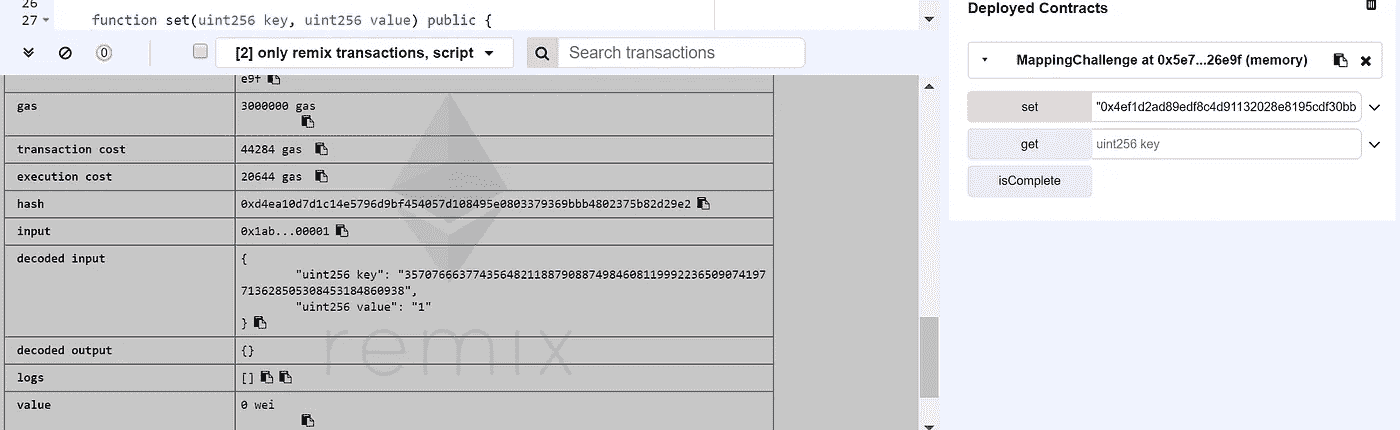 26
27 function set(uint256 key, uint256 value) public {
0
[2] only remix transactions, script
Search transactions
e9f
gas 3000000 gas
transaction cost 44284 gas
execution cost 20644 gas
hash 0xd4ea10d7d1c14e5796d9bf454057d108495e0803379369bbb4802375b82d29e2
input 0x1ab...00001
decoded input {
"uint256 key": "3570766637743564821188790887498460811999223650907 4197
713628505308453184860938",
"uint256 value": "1"
}
decoded output {}
logs []
value 0 wei
remix
Deployed Contracts
MappingChallenge at 0x5e7...26e9f (memory)
set "0x4ef1d2ad89edf8c4d91132028e8195cdf30bb
get uint256 key
isComplete